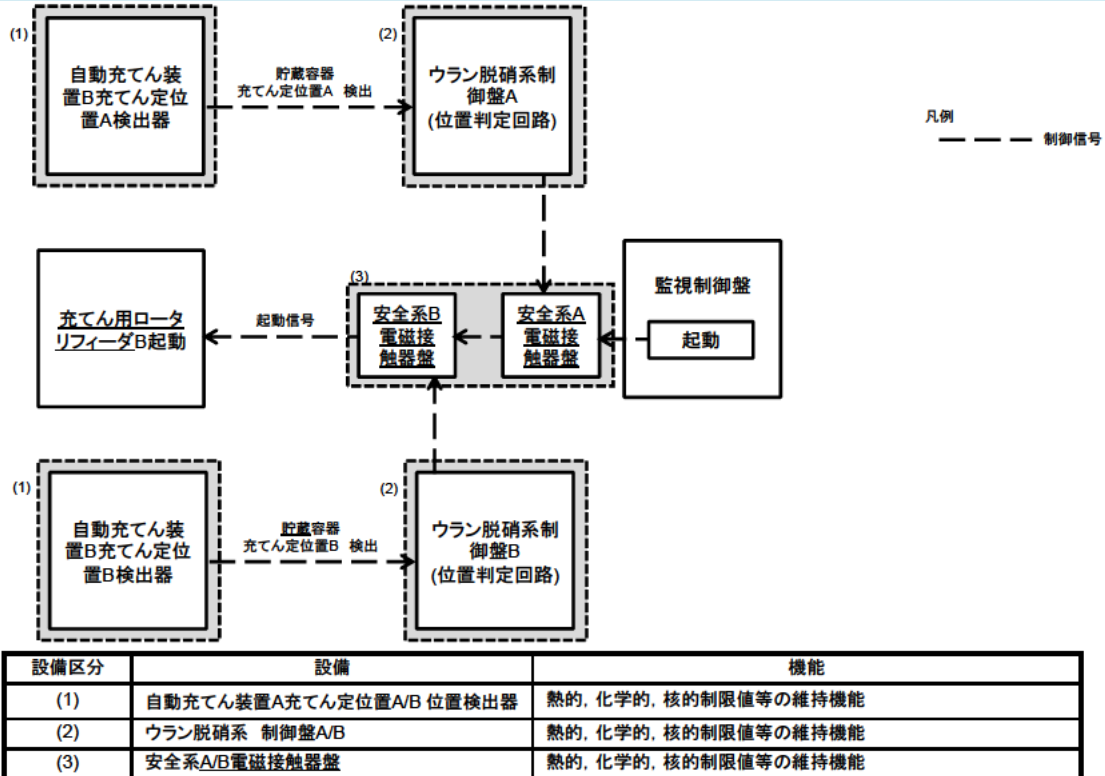 (1)
自動充てん装
置B充てん定位
置A検出器
貯蔵容器
充てん定位置A 検出
(2)
ウラン脱硝系制
御盤A
(位置判定回路)
凡例
制御信号
充てん用ロータ
リフィーダB起動
起動信号
(3)
安全系B
電磁接
触器盤
安全系A
電磁接
触器盤
監視制御盤
起動
(1)
自動充てん装
置B充てん定位
置B検出器
貯蔵容器
充てん定位置B 検出
(2)
ウラン脱硝系制
御盤B
(位置判定回路)
設備区分 設備 機能
(1) 自動充てん装置A充てん定位置A/B 位置検出器 熱的，化学的，核的制限値等の維持機能
(2) ウラン脱硝系 制御盤A/B 熱的，化学的，核的制限値等の維持機能
(3) 安全系A/B電磁接触器盤 熱的，化学的，核的制限値等の維持機能